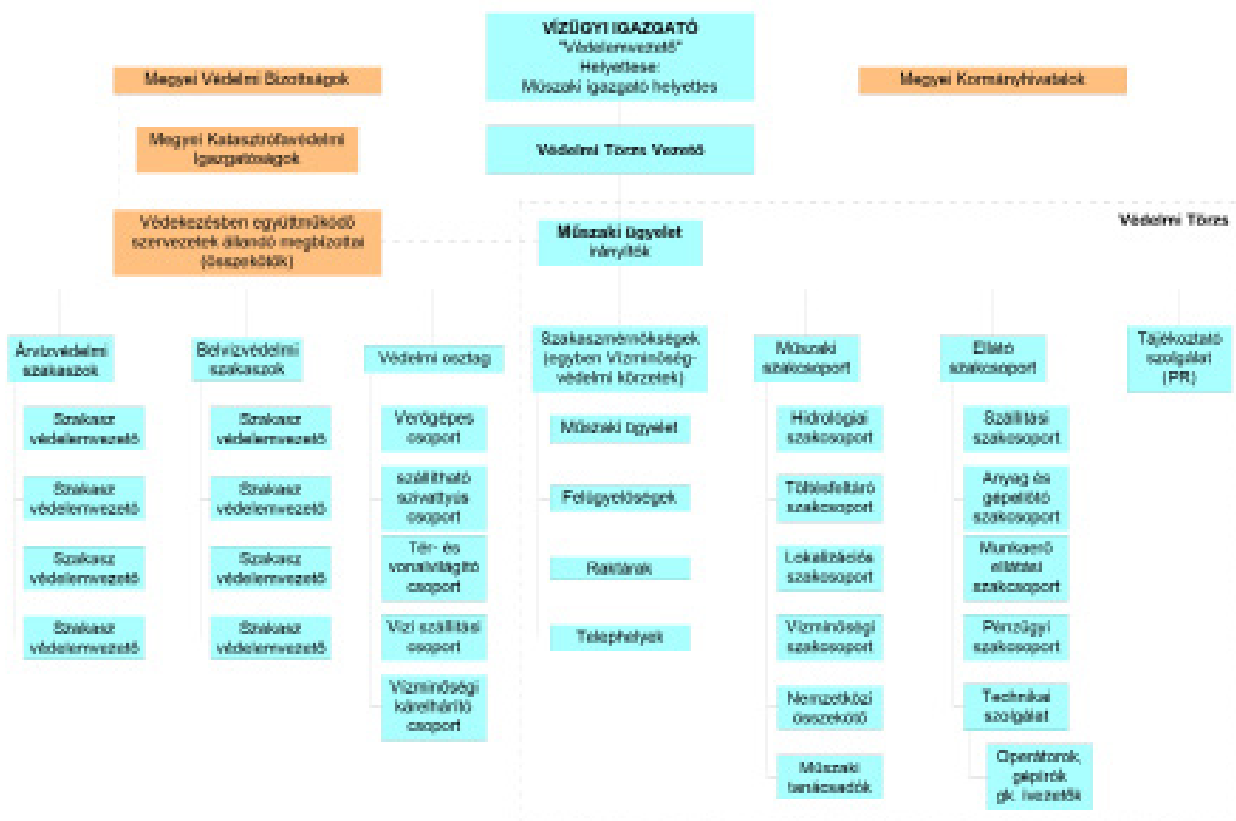 VÍZÜGYI IGAZGATÓ
"Védelemvezető"
Helyettese:
Műszaki igazgató helyettes
Megyei Védelmi Bizottságok
Megyei Kormányhivatalok
Megyei Katasztrófavédelmi
Igazgatóságok
Védelmi Törzs Vezető
Védekezésben együttműködő
szervezetek állandó megbízottai
(összekötők)
Műszaki ügyelet
irányítók
Védelmi Törzs
Árvízvédelmi
szakaszok
Szakasz
védelemvezető
Szakasz
védelemvezető
Szakasz
védelemvezető
Szakasz
védelemvezető
Belvízvédelmi
szakaszok
Szakasz
védelemvezető
Szakasz
védelemvezető
Szakasz
védelemvezető
Szakasz
védelemvezető
Védelmi osztag
Verőgépes
csoport
szállítható
szivattyús
csoport
Tér- és
vonalvilágító
csoport
Vízi szállítási
csoport
Vízminőségi
kárelhárító
csoport
Szakaszmérnökségek
(egyben Vízminőség-
védelmi körzetek)
Műszaki ügyelet
Felügyelőségek
Raktárak
Telephelyek
Műszaki
szakcsoport
Hidrológiai
szakcsoport
Töltésfeltáró
szakcsoport
Lokalizációs
szakcsoport
Vízminőségi
szakcsoport
Nemzetközi
összekötő
Műszaki
tanácsadók
Ellátó
szakcsoport
Szállítási
szakcsoport
Anyag és
gépellátó
szakcsoport
Munkaerő
ellátási
szakcsoport
Pénzügyi
szakcsoport
Technikai
szolgálat
Operátorok,
gépírók
gk. vezetők
Tájékoztató
szolgálat
(PR)